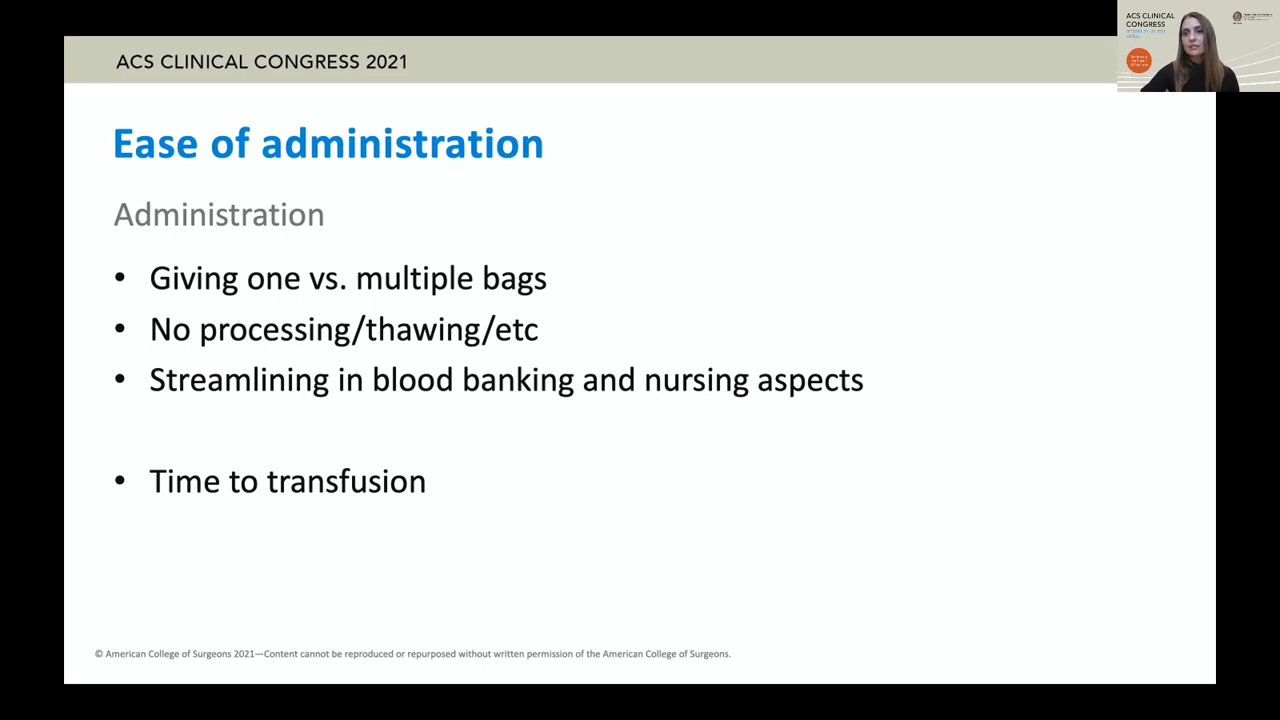 ACS CLINICAL CONGRESS 2021
ACS CLINICAL
CONGRESS
Ease of administration
Administration
• Giving one vs. multiple bags
• No processing/thawing/etc
• Streamlining in blood banking and nursing aspects
• Time to transfusion
© American College of Surgeons 2021—Content cannot be reproduced or repurposed without written permission of the American College of Surgeons.